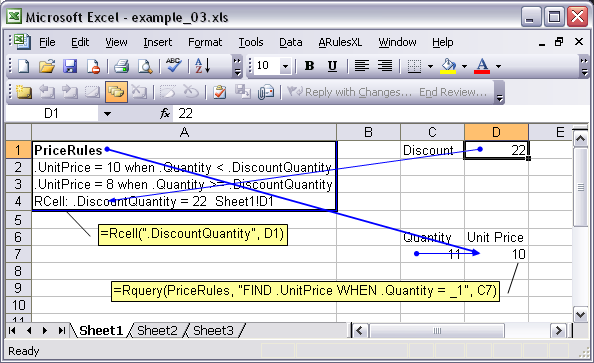 Microsoft Excel - example_03.xls
File Edit View Insert Format Tools Data ARulesXL Window Help
10 B U
Reply with Changes... End Review...
D1 fx 22
A B C D E
1 PriceRules Discount 22
2 .UnitPrice = 10 when .Quantity < .DiscountQuantity
3 .UnitPrice = 8 when .Quantity >= .DiscountQuantity
4 RCell: .DiscountQuantity = 22 Sheet1!D1
5
=Rcell(".DiscountQuantity", D1)
6 Quantity Unit Price
7 11 10
8
9 =Rquery(PriceRules, "FIND .UnitPrice WHEN .Quantity = _1", C7)
10
11
Sheet1 Sheet2 Sheet3
Ready